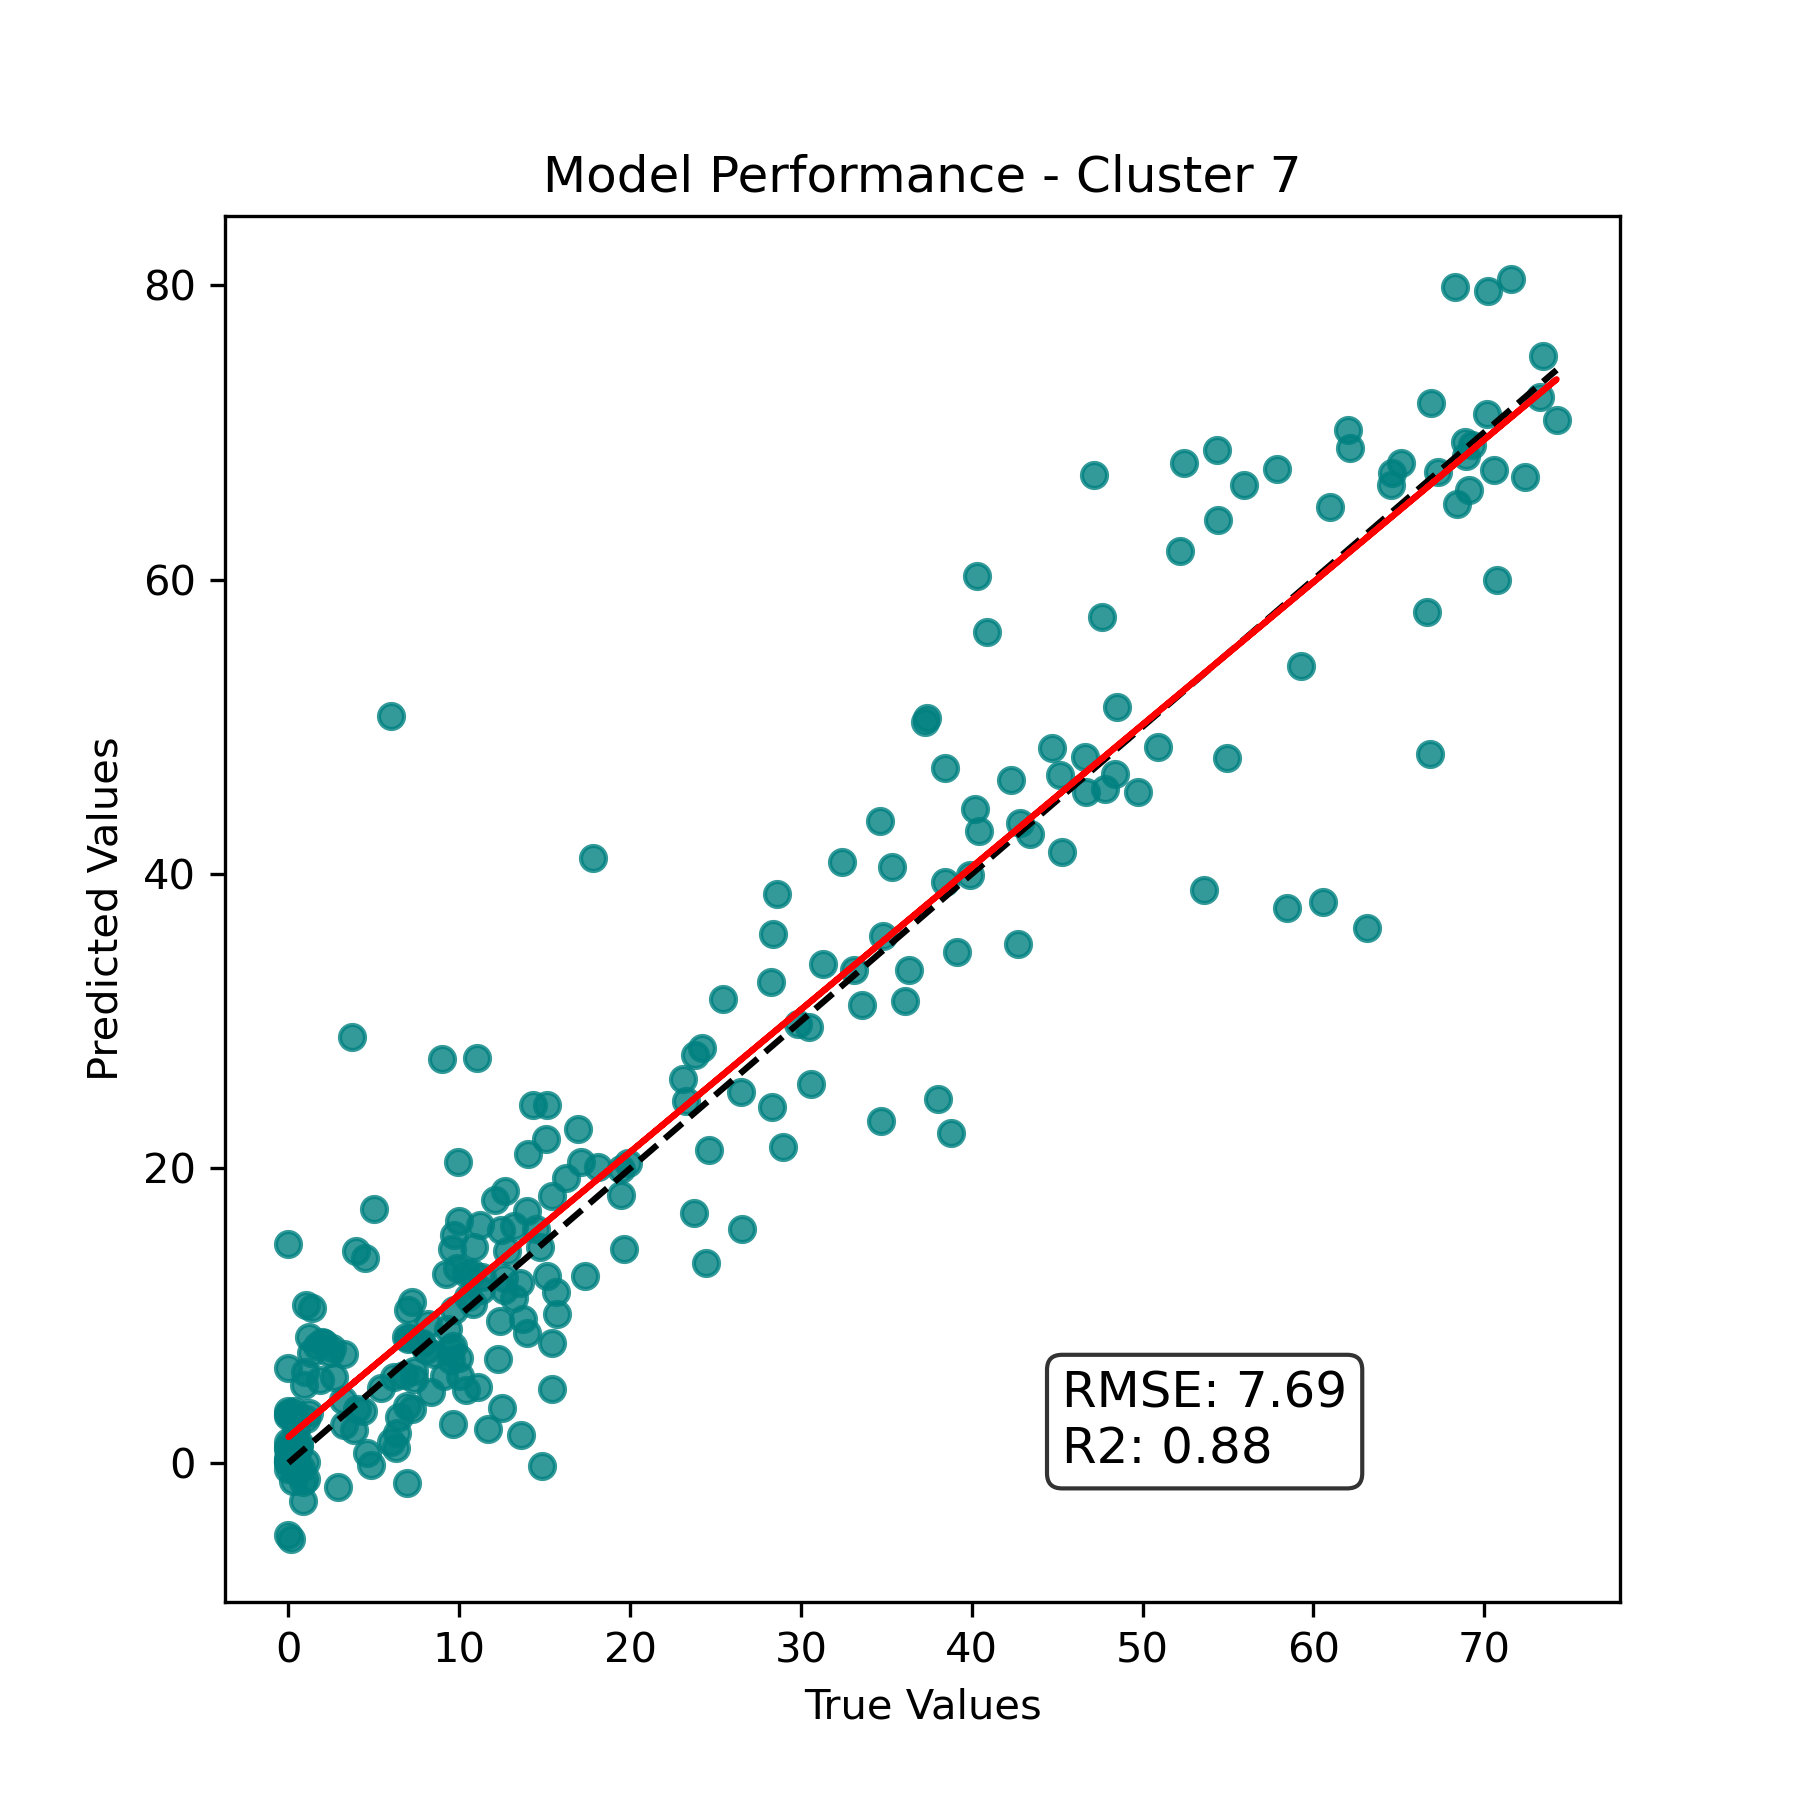 Model Performance - Cluster 7
80
60
40
20
0
Predicted Values
RMSE: 7.69
R2: 0.88
0 10 20 30 40 50 60 70
True Values